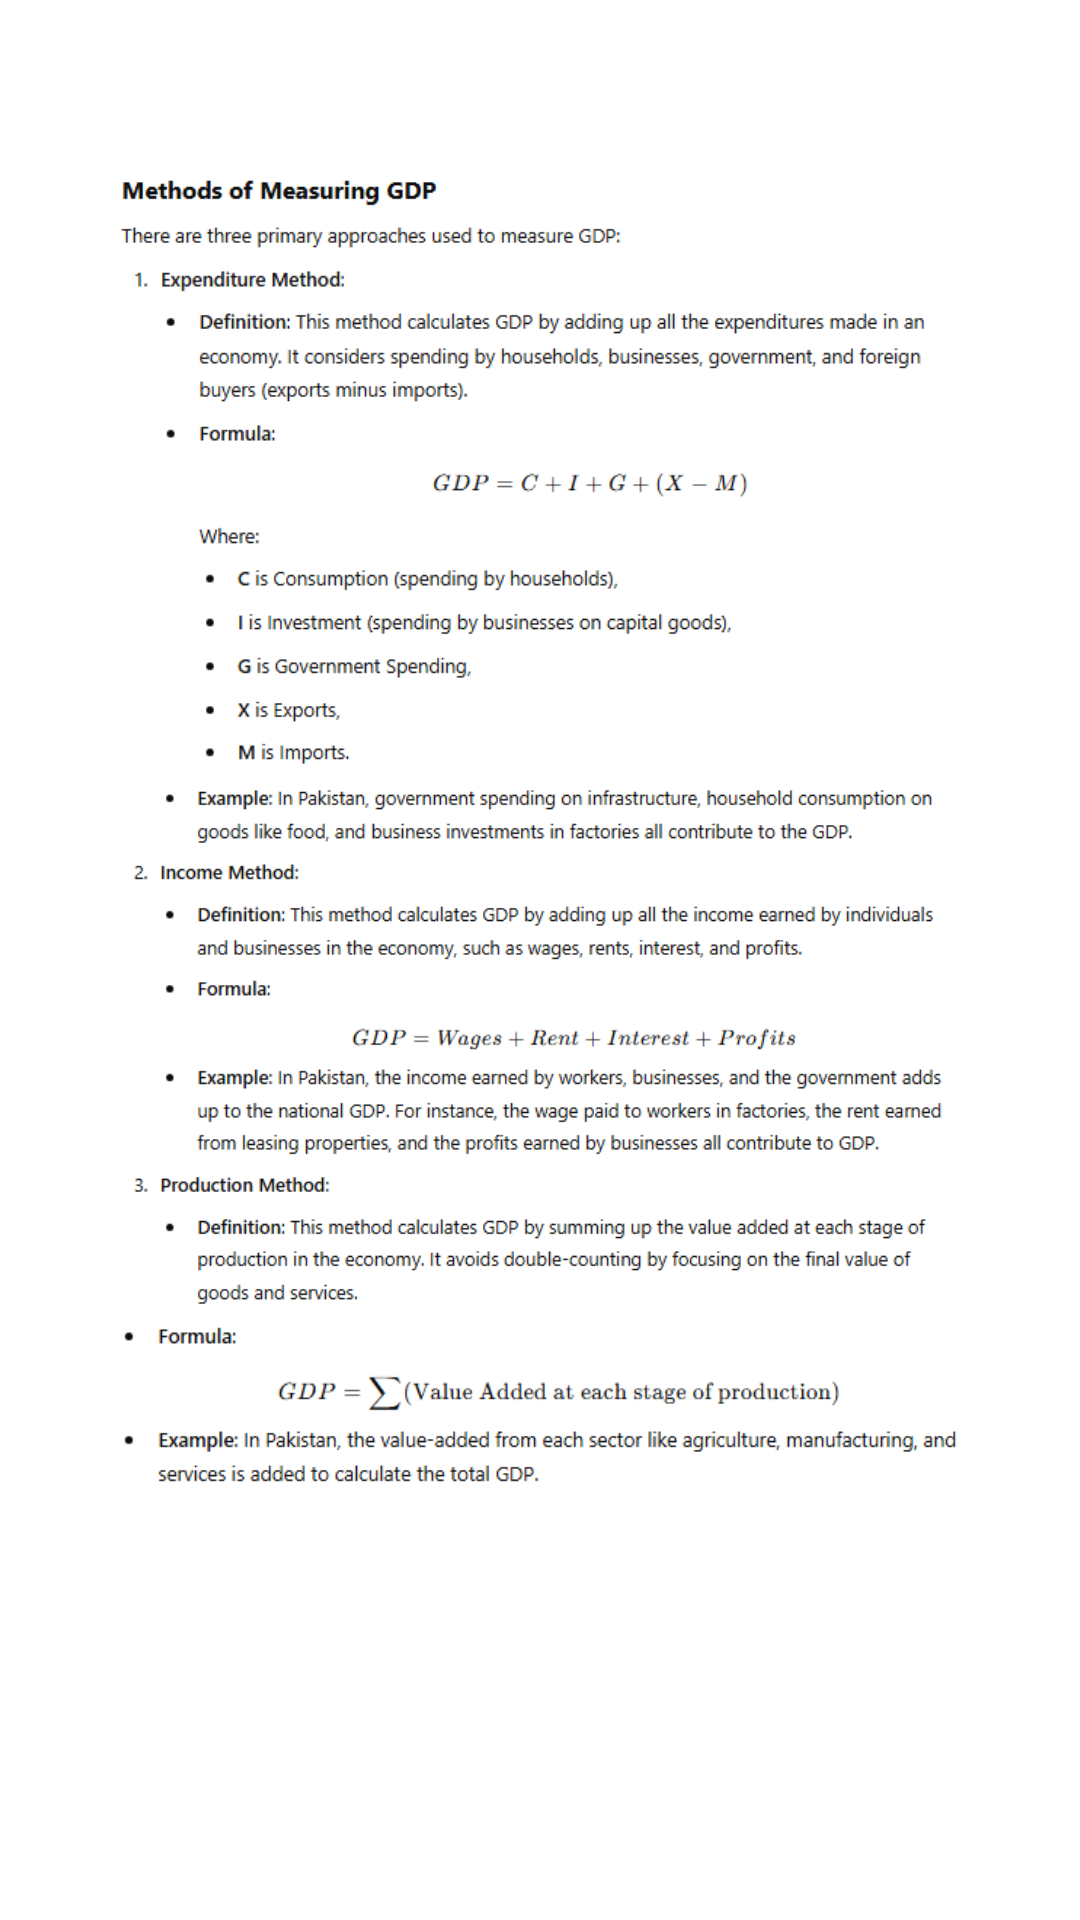 Methods of Measuring GDP
There are three primary approaches used to measure GDP:
1. Expenditure Method:
• Definition: This method calculates GDP by adding up all the expenditures made in an
economy. It considers spending by households, businesses, government, and foreign
buyers (exports minus imports).
• Formula:
GDP = C + I + G + (X − M)
Where:
• C is Consumption (spending by households),
• I is Investment (spending by businesses on capital goods),
• G is Government Spending,
• X is Exports,
• M is Imports.
• Example: In Pakistan, government spending on infrastructure, household consumption on
goods like food, and business investments in factories all contribute to the GDP.
2. Income Method:
• Definition: This method calculates GDP by adding up all the income earned by individuals
and businesses in the economy, such as wages, rents, interest, and profits.
• Formula:
GDP = Wages + Rent + Interest + Profits
• Example: In Pakistan, the income earned by workers, businesses, and the government adds
up to the national GDP. For instance, the wage paid to workers in factories, the rent earned
from leasing properties, and the profits earned by businesses all contribute to GDP.
3. Production Method:
• Definition: This method calculates GDP by summing up the value added at each stage of
production in the economy. It avoids double-counting by focusing on the final value of
goods and services.
• Formula:
GDP = ∑(Value Added at each stage of production)
• Example: In Pakistan, the value-added from each sector like agriculture, manufacturing, and
services is added to calculate the total GDP.